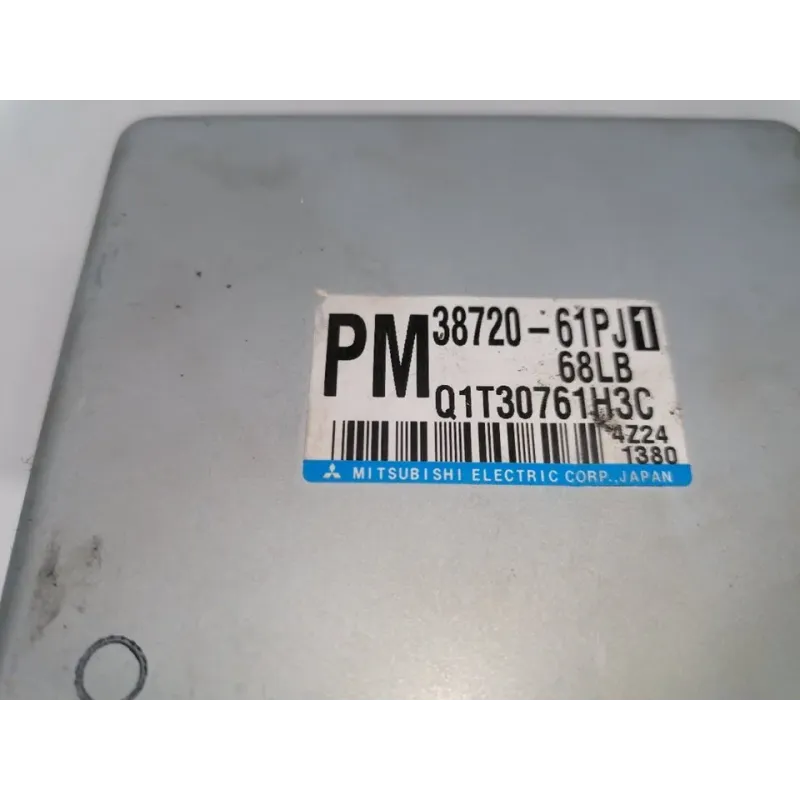 PM
38720-61PJ1
68LB
Q1T30761H3C
4Z24
1380
MITSUBISHI ELECTRIC CORP., JAPAN